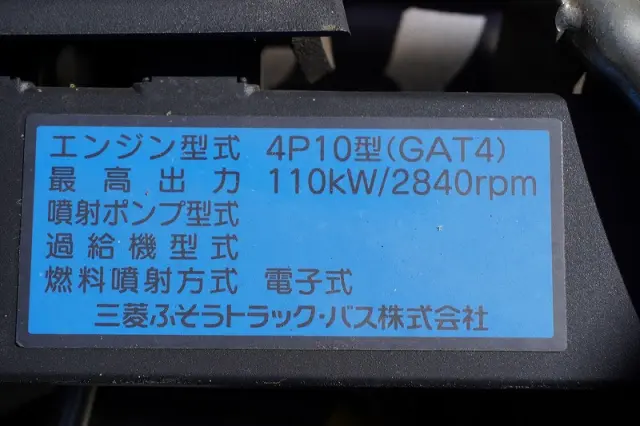 エンジン型式 4P10型(GAT4)
最高出力 110kW/2840rpm
噴射ポンプ型式
過給機型式
燃料噴射方式 電子式
三菱ふそうトラック・バス株式会社